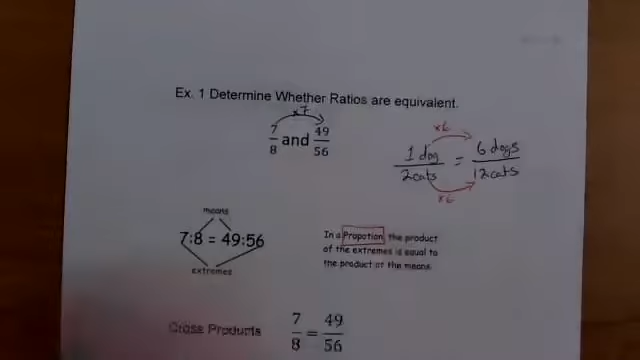 Ex. 1 Determine Whether Ratios are equivalent.
x7
7/8 and 49/56
x6
1 dog/2 cats = 6 dogs/12 cats
x6
means
7:8 = 49:56
extremes
In a Propotion the product
of the extremes is equal to
the product of the means
Cross Products 7/8 = 49/56